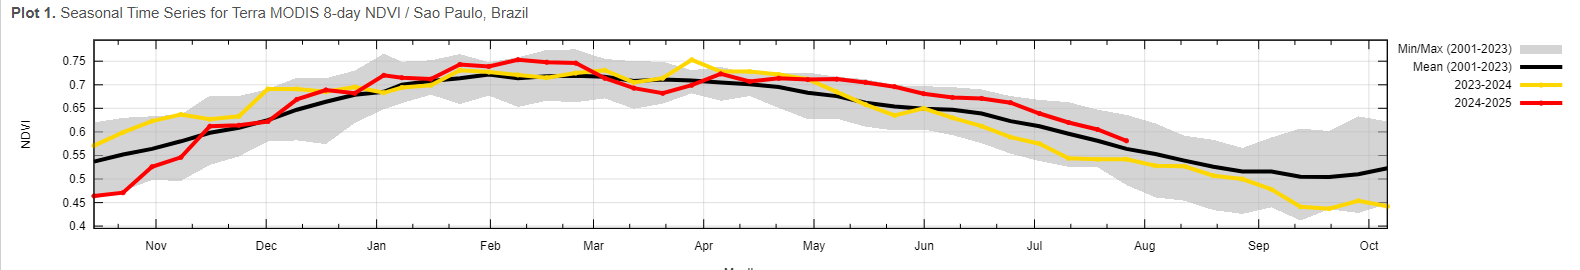 Plot 1. Seasonal Time Series for Terra MODIS 8-day NDVI / Sao Paulo, Brazil
Min/Max (2001-2023)
Mean (2001-2023)
2023-2024
2024-2025
NDVI
0.75
0.7
0.65
0.6
0.55
0.5
0.45
0.4
Nov Dec Jan Feb Mar Apr May Jun Jul Aug Sep Oct